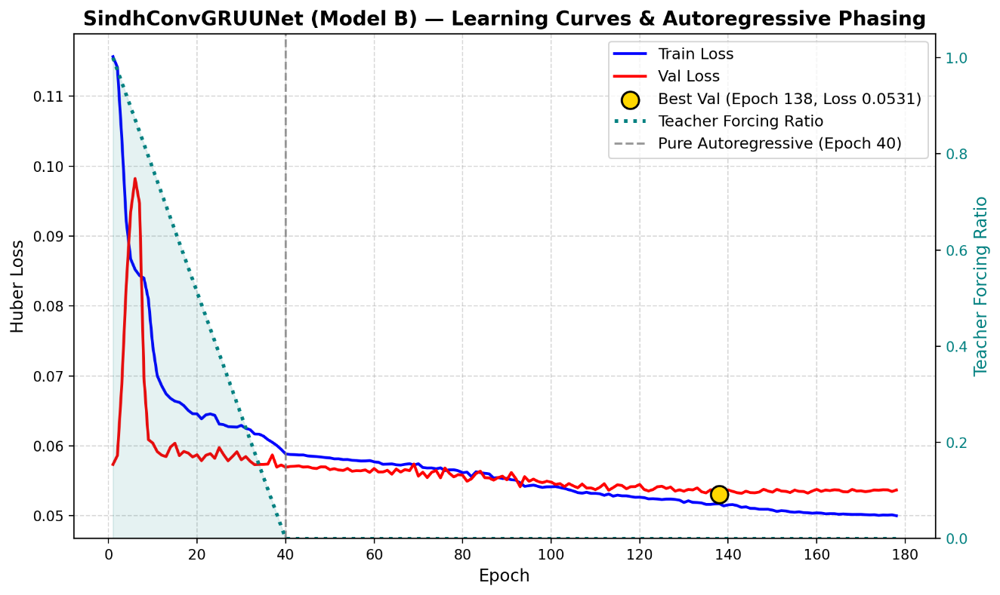 SindhConvGRUUNet (Model B) — Learning Curves & Autoregressive Phasing
Train Loss
Val Loss
Best Val (Epoch 138, Loss 0.0531)
Teacher Forcing Ratio
Pure Autoregressive (Epoch 40)
Huber Loss
0.11
0.10
0.09
0.08
0.07
0.06
0.05
1.0
0.8
0.6
0.4
0.2
0.0
Teacher Forcing Ratio
0 20 40 60 80 100 120 140 160 180
Epoch